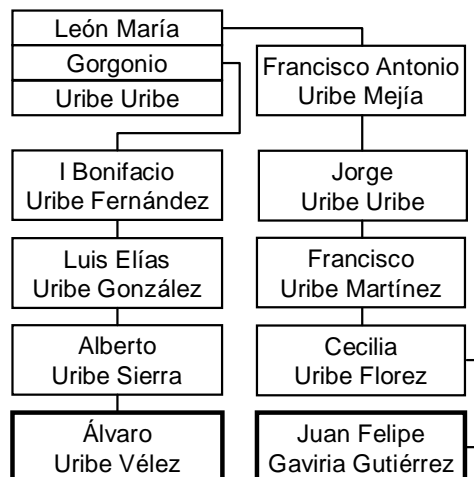 León María
Gorgonio
Uribe Uribe
Francisco Antonio
Uribe Mejía
I Bonifacio
Uribe Fernández
Jorge
Uribe Uribe
Luis Elías
Uribe González
Francisco
Uribe Martínez
Alberto
Uribe Sierra
Cecilia
Uribe Florez
Álvaro
Uribe Vélez
Juan Felipe
Gaviria Gutiérrez